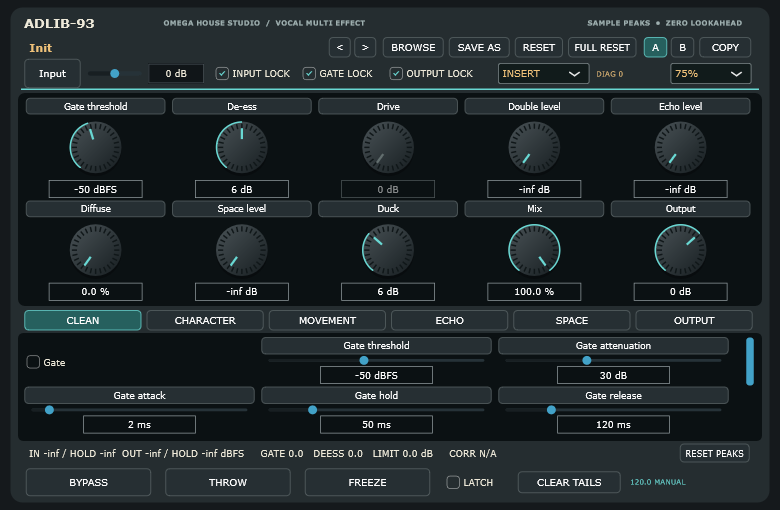 ADLIB-93 OMEGA HOUSE STUDIO / VOCAL MULTI EFFECT SAMPLE PEAKS • ZERO LOOKAHEAD
Init < > BROWSE SAVE AS RESET FULL RESET A B COPY
Input 0 dB INPUT LOCK GATE LOCK OUTPUT LOCK INSERT DIAG 0 75%
Gate threshold De-ess Drive Double level Echo level
-50 dBFS 6 dB 0 dB -inf dB -inf dB
Diffuse Space level Duck Mix Output
0.0 % -inf dB 6 dB 100.0 % 0 dB
CLEAN CHARACTER MOVEMENT ECHO SPACE OUTPUT
Gate threshold Gate attenuation
Gate
-50 dBFS 30 dB
Gate attack Gate hold Gate release
2 ms 50 ms 120 ms
IN -inf / HOLD -inf OUT -inf / HOLD -inf dBFS GATE 0.0 DEESS 0.0 LIMIT 0.0 dB CORR N/A RESET PEAKS
BYPASS THROW FREEZE LATCH CLEAR TAILS 120.0 MANUAL